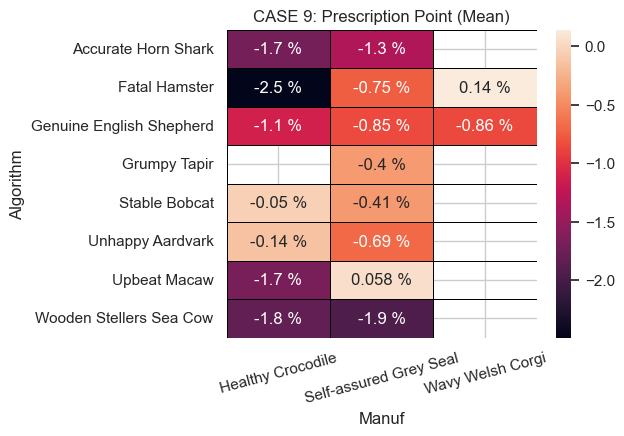 CASE 9: Prescription Point (Mean)
Algorithm
Accurate Horn Shark -1.7 % -1.3 %
Fatal Hamster -2.5 % -0.75 % 0.14 %
Genuine English Shepherd -1.1 % -0.85 % -0.86 %
Grumpy Tapir -0.4 %
Stable Bobcat -0.05 % -0.41 %
Unhappy Aardvark -0.14 % -0.69 %
Upbeat Macaw -1.7 % 0.058 %
Wooden Stellers Sea Cow -1.8 % -1.9 %
Healthy Crocodile Self-assured Grey Seal Wavy Welsh Corgi
Manuf
0.0
-0.5
-1.0
-1.5
-2.0